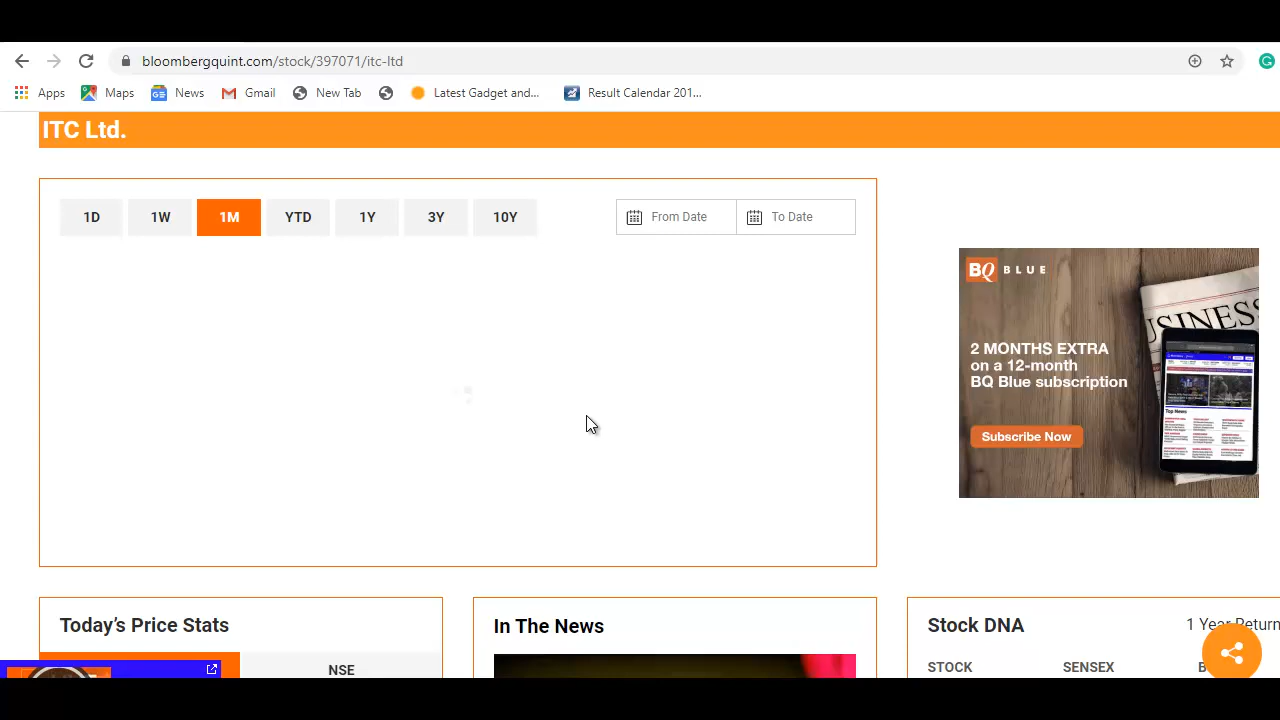 bloombergquint.com/stock/397071/itc-ltd
Apps Maps News Gmail New Tab Latest Gadget and... Result Calendar 201...
ITC Ltd.
1D 1W 1M YTD 1Y 3Y 10Y From Date To Date
BQ BLUE
USINES
2 MONTHS EXTRA
on a 12-month
BQ Blue subscription
Top News
Subscribe Now
Today's Price Stats
In The News
Stock DNA
1 Year Return
NSE
STOCK SENSEX B